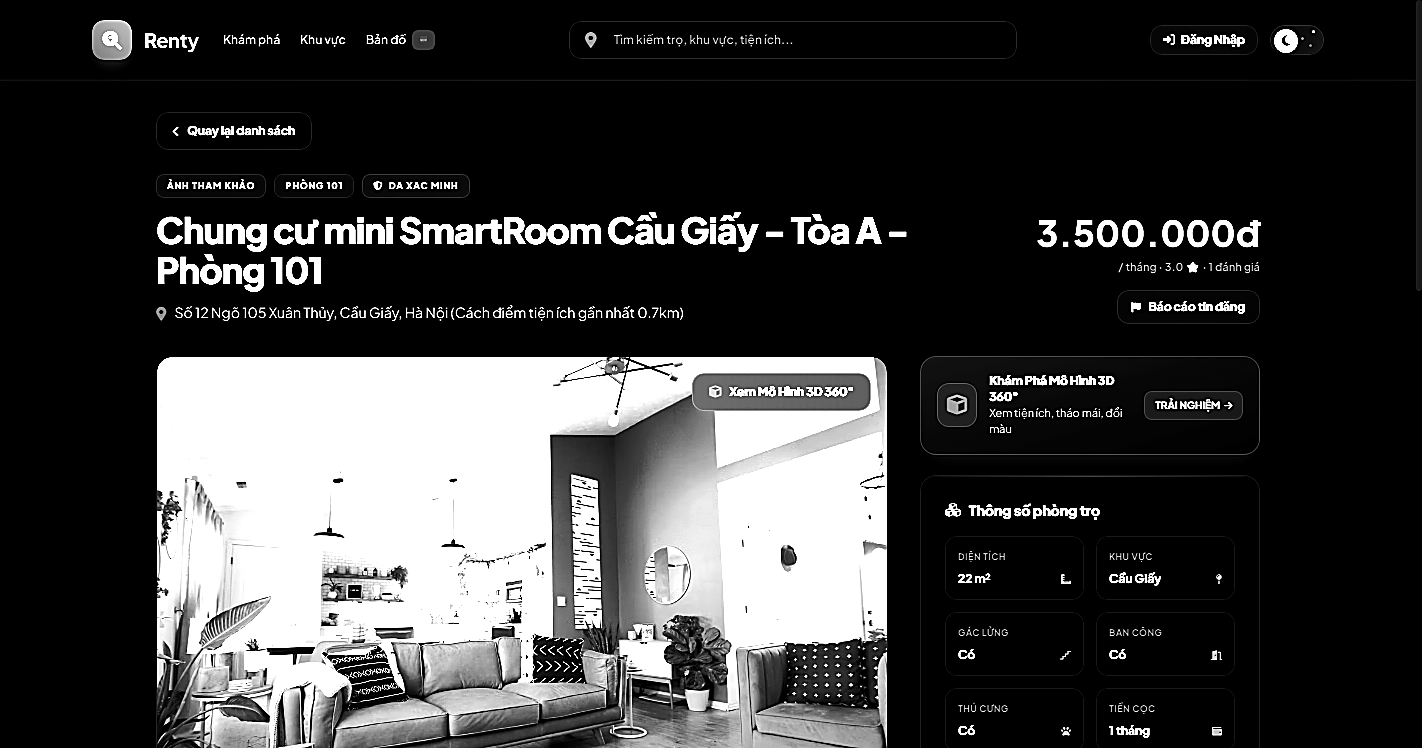 Renty
Khám phá
Khu vực
Bản đồ
Tìm kiếm trọ, khu vực, tiện ích...
Đăng Nhập
Quay lại danh sách
ẢNH THAM KHẢO
PHÒNG 101
DA XAC MINH
Chung cư mini SmartRoom Cầu Giấy – Tòa A –
Phòng 101
3.500.000đ
/ tháng · 3.0 ★ · 1 đánh giá
Số 12 Ngõ 105 Xuân Thủy, Cầu Giấy, Hà Nội (Cách điểm tiện ích gần nhất 0.7km)
Báo cáo tin đăng
Xem Mô Hình 3D 360°
Khám Phá Mô Hình 3D
360°
Xem tiện ích, tháo mái, đổi
màu
TRẢI NGHIỆM →
Thông số phòng trọ
DIỆN TÍCH
22 m²
KHU VỰC
Cầu Giấy
GÁC LỬNG
Có
BAN CÔNG
Có
THÚ CƯNG
Có
TIỀN CỌC
1 tháng